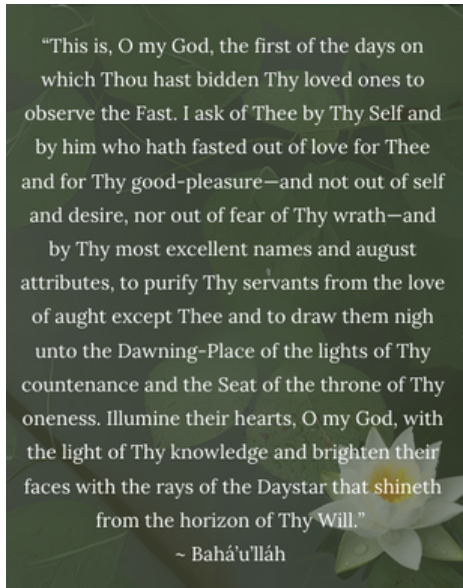 “This is, O my God, the first of the days on
which Thou hast bidden Thy loved ones to
observe the Fast. I ask of Thee by Thy Self and
by him who hath fasted out of love for Thee
and for Thy good-pleasure—and not out of self
and desire, nor out of fear of Thy wrath—and
by Thy most excellent names and august
attributes, to purify Thy servants from the love
of aught except Thee and to draw them nigh
unto the Dawning-Place of the lights of Thy
countenance and the Seat of the throne of Thy
oneness. Illumine their hearts, O my God, with
the light of Thy knowledge and brighten their
faces with the rays of the Daystar that shineth
from the horizon of Thy Will.”
~ Bahá’u’lláh